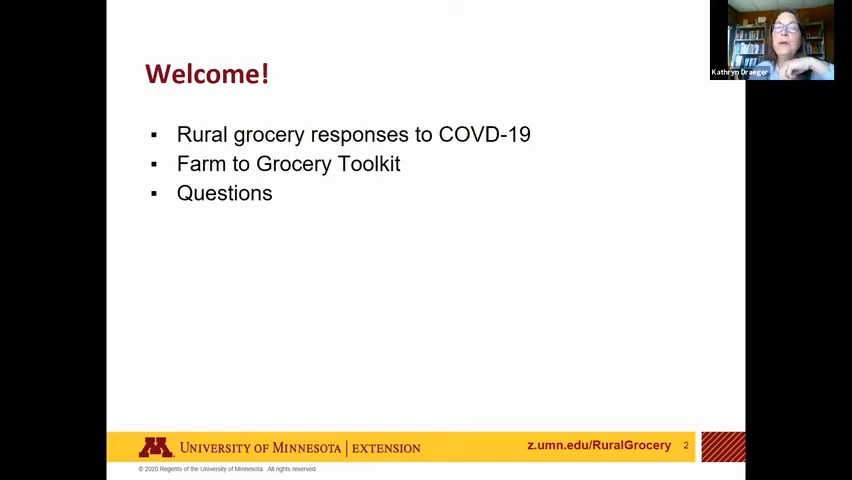 Kathryn Draeger
Welcome!
▪ Rural grocery responses to COVD-19
▪ Farm to Grocery Toolkit
▪ Questions
M UNIVERSITY OF MINNESOTA | EXTENSION
z.umn.edu/RuralGrocery 2
© 2020 Regents of the University of Minnesota. All rights reserved.